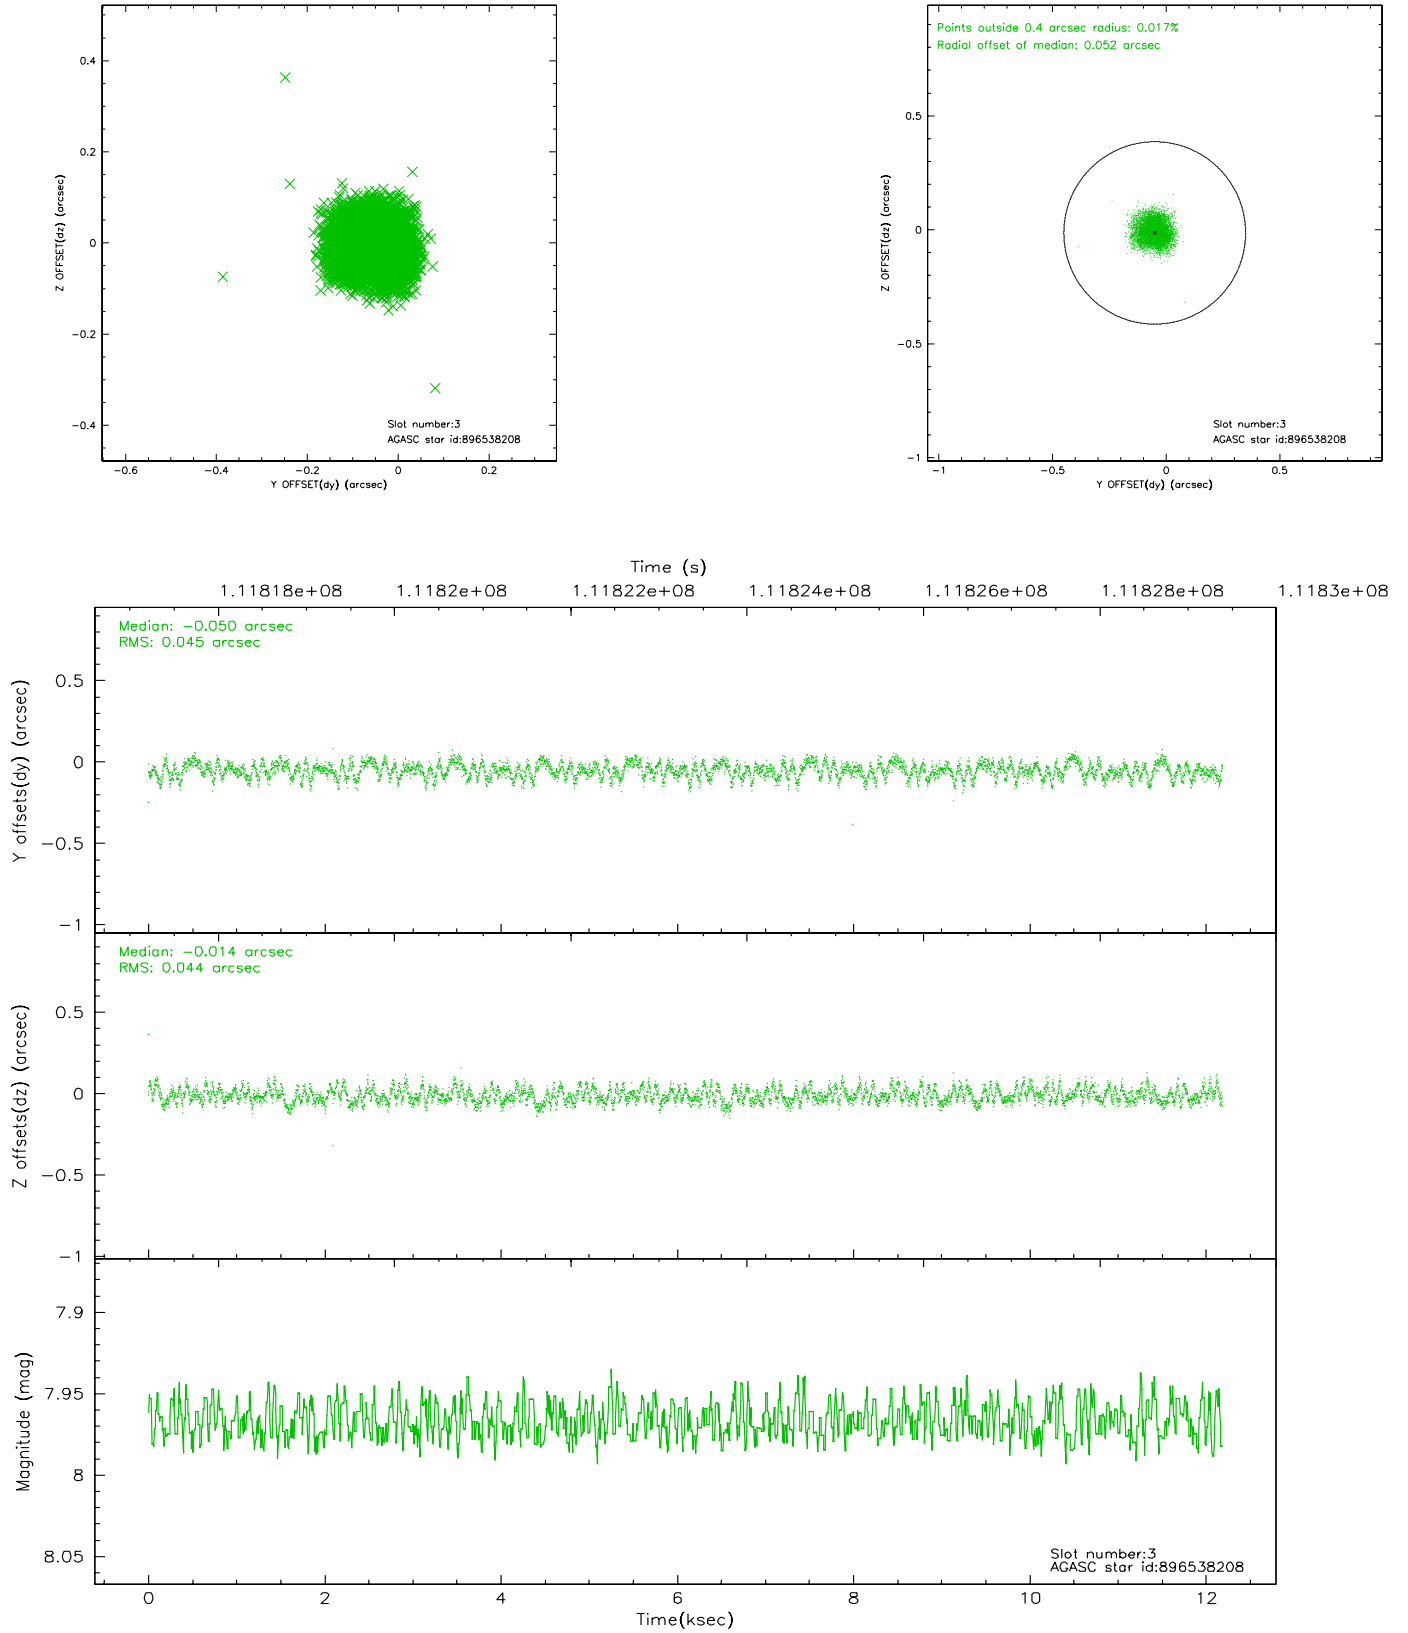 0.4
0.2
0
−0.2
−0.4
Z OFFSET(dz) (arcsec)
Slot number:3
AGASC star id:896538208
−0.6 −0.4 −0.2 0 0.2
Y OFFSET(dy) (arcsec)
Points outside 0.4 arcsec radius: 0.017%
Radial offset of median: 0.052 arcsec
0.5
0
−0.5
−1
Z OFFSET(dz) (arcsec)
Slot number:3
AGASC star id:896538208
−1 −0.5 0 0.5
Y OFFSET(dy) (arcsec)
Time (s)
1.11818e+08 1.1182e+08 1.11822e+08 1.11824e+08 1.11826e+08 1.11828e+08 1.1183e+08
Median: −0.050 arcsec
RMS: 0.045 arcsec
0.5
0
−0.5
−1
Y offsets(dy) (arcsec)
Median: −0.014 arcsec
RMS: 0.044 arcsec
0.5
0
−0.5
−1
Z offsets(dz) (arcsec)
7.9
7.95
8
8.05
Magnitude (mag)
Slot number:3
AGASC star id:896538208
0 2 4 6 8 10 12
Time(ksec)